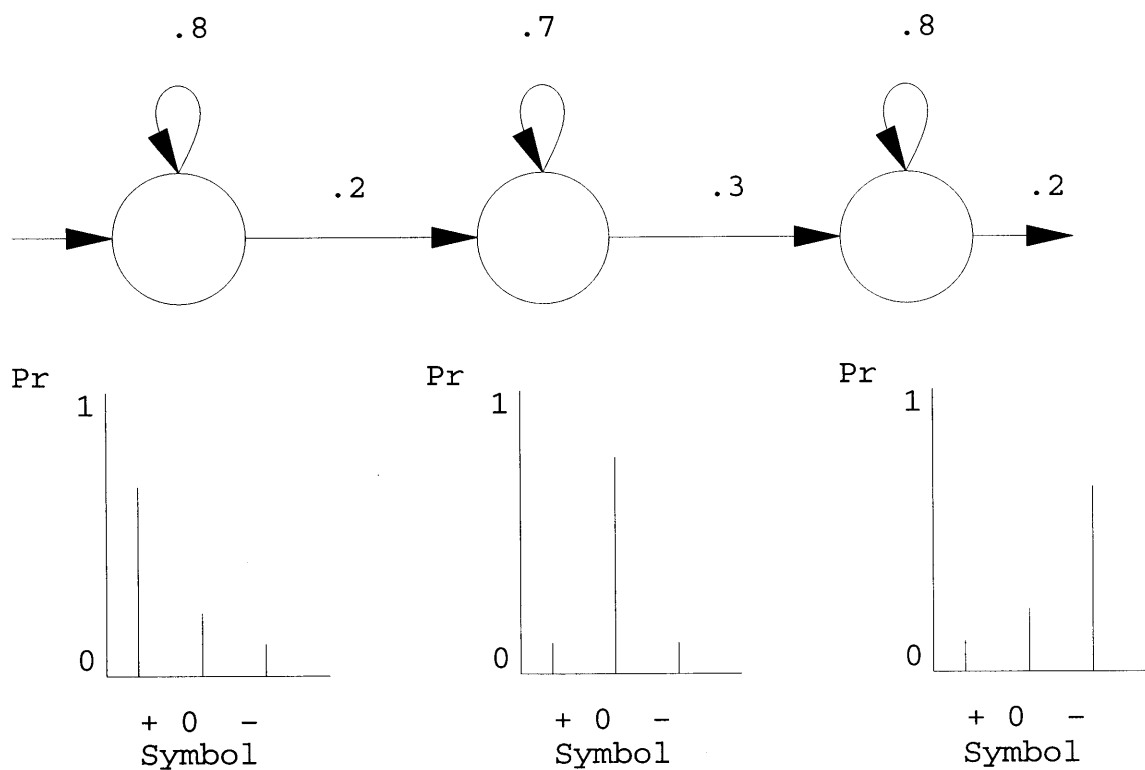 .8 .7 .8
.2 .3 .2
Pr Pr Pr
1 1 1
0 0 0
+ 0 − + 0 − + 0 −
Symbol Symbol Symbol